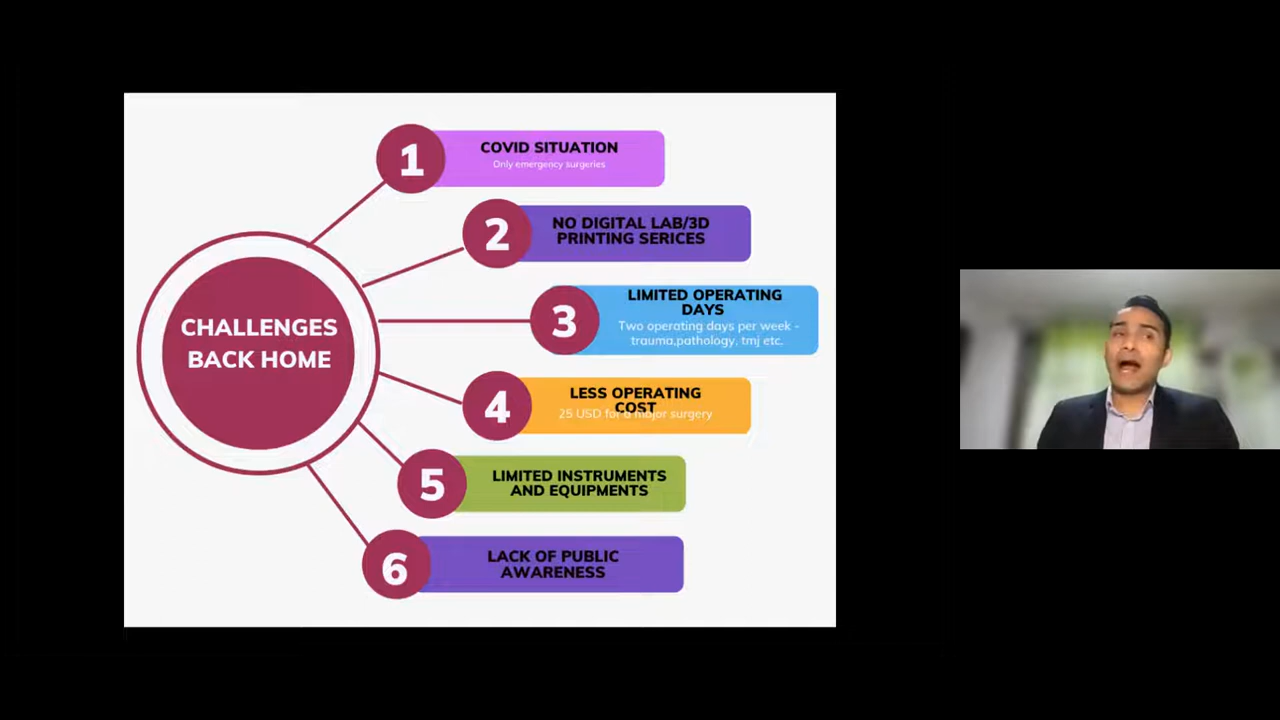 CHALLENGES
BACK HOME
1
COVID SITUATION
Only emergency surgeries
2
NO DIGITAL LAB/3D
PRINTING SERICES
3
LIMITED OPERATING
DAYS
Two operating days per week -
trauma,pathology, tmj etc.
4
LESS OPERATING
COST
25 USD for a major surgery
5
LIMITED INSTRUMENTS
AND EQUIPMENTS
6
LACK OF PUBLIC
AWARENESS